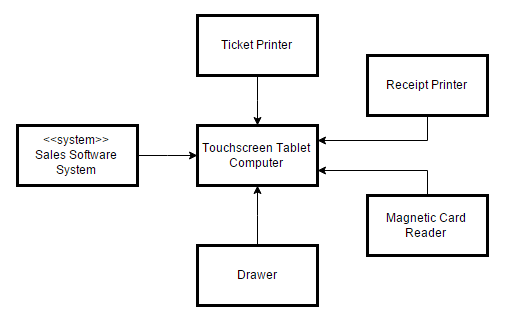 Ticket Printer
Receipt Printer
<<system>>
Sales Software
System
Touchscreen Tablet
Computer
Magnetic Card
Reader
Drawer